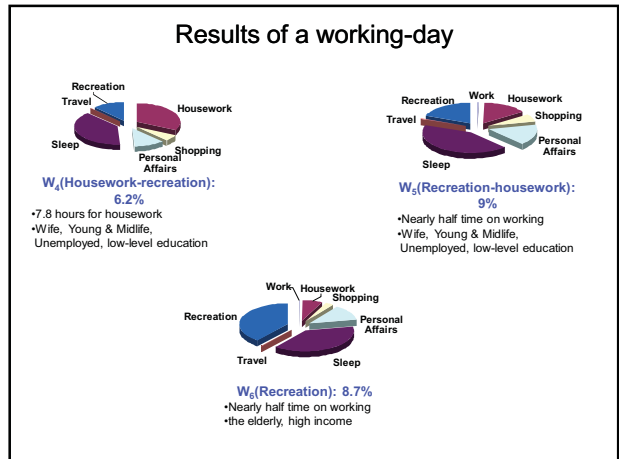 Results of a working-day
Recreation
Travel
Housework
Sleep
Shopping
Personal
Affairs
W₄(Housework-recreation):
6.2%
•7.8 hours for housework
•Wife, Young & Midlife,
Unemployed, low-level education
Recreation
Work
Housework
Travel
Shopping
Personal
Affairs
Sleep
W₅(Recreation-housework):
9%
•Nearly half time on working
•Wife, Young & Midlife,
Unemployed, low-level education
Work
Housework
Shopping
Recreation
Personal
Affairs
Travel
Sleep
W₆(Recreation): 8.7%
•Nearly half time on working
•the elderly, high income